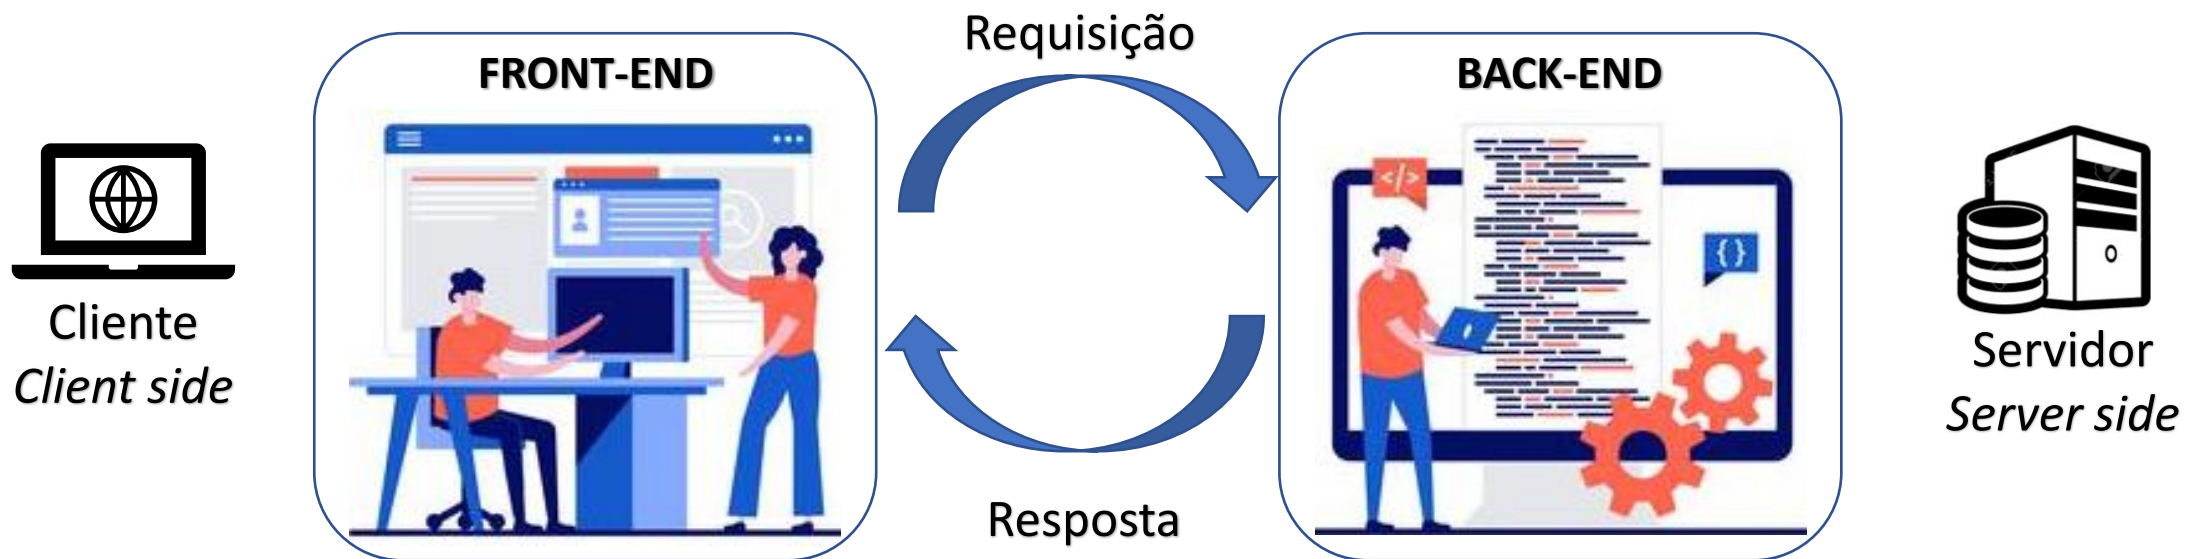 Requisição
FRONT-END
BACK-END
</>
{}
Cliente
Client side
Servidor
Server side
Resposta